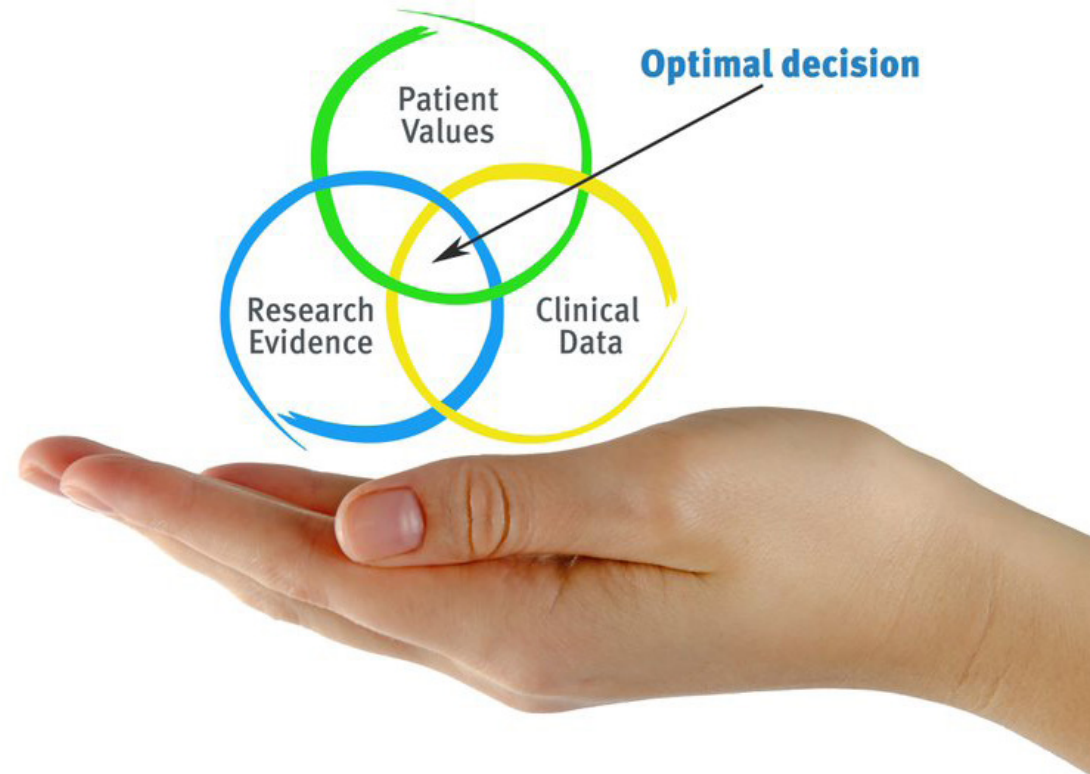 Optimal decision
Patient
Values
Research
Evidence
Clinical
Data